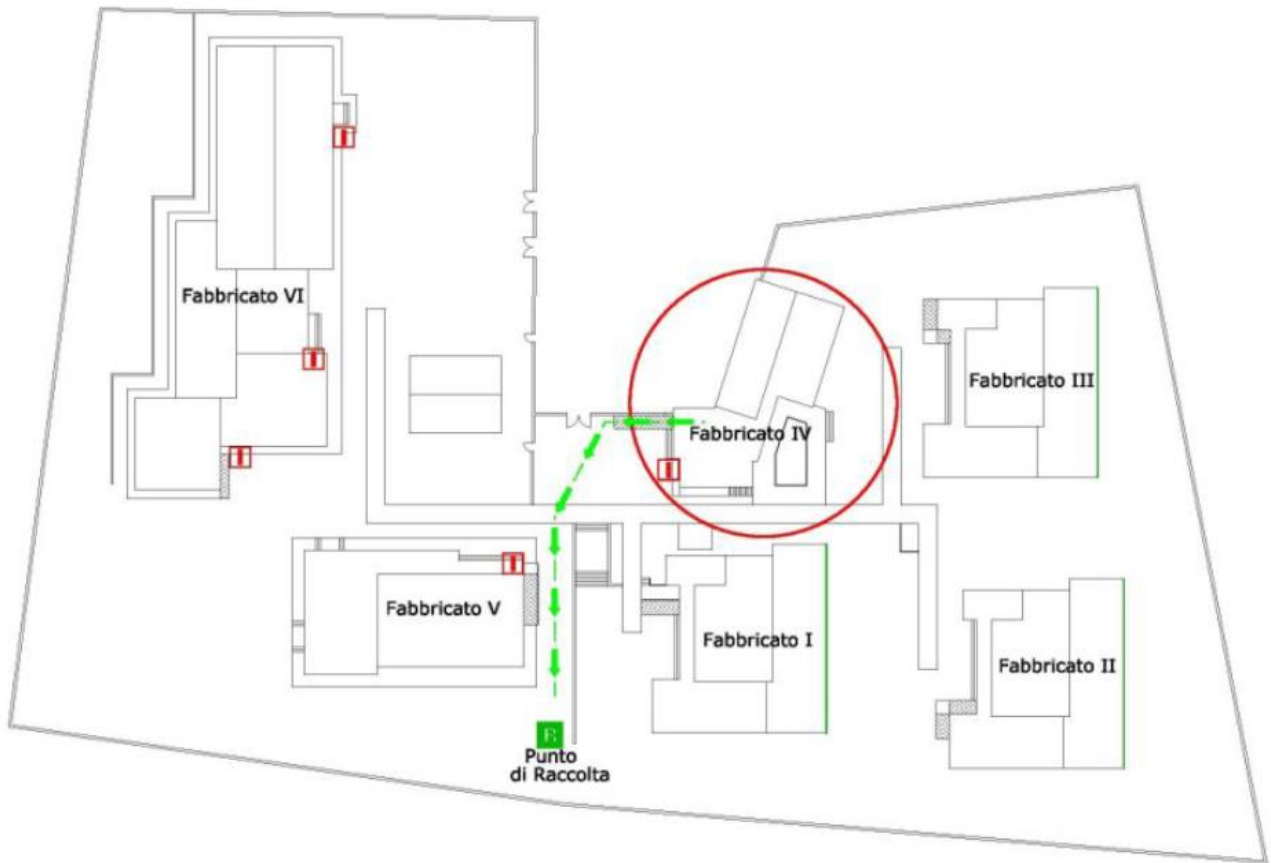 Fabbricato VI
Fabbricato III
Fabbricato IV
Fabbricato V
Fabbricato I
Fabbricato II
Punto
di Raccolta